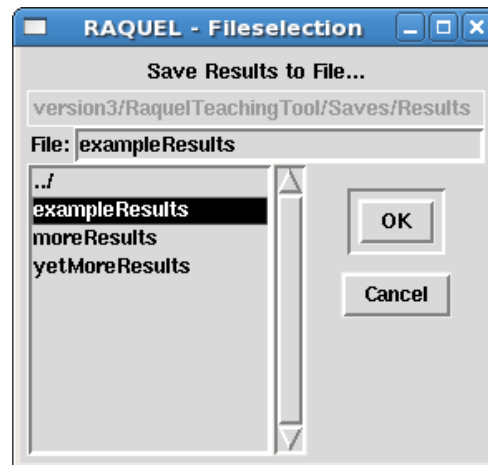 RAQUEL - Fileselection
Save Results to File...
version3/RaquelTeachingTool/Saves/Results
File: exampleResults
../
exampleResults
moreResults
yetMoreResults
OK
Cancel